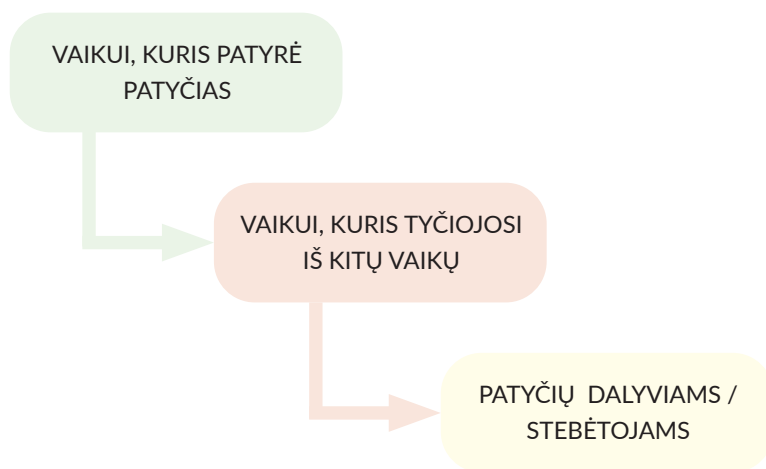 VAIKUI, KURIS PATYRĖ
PATYČIAS
VAIKUI, KURIS TYČIOJOSI
IŠ KITŲ VAIKŲ
PATYČIŲ DALYVIAMS /
STEBĖTOJAMS